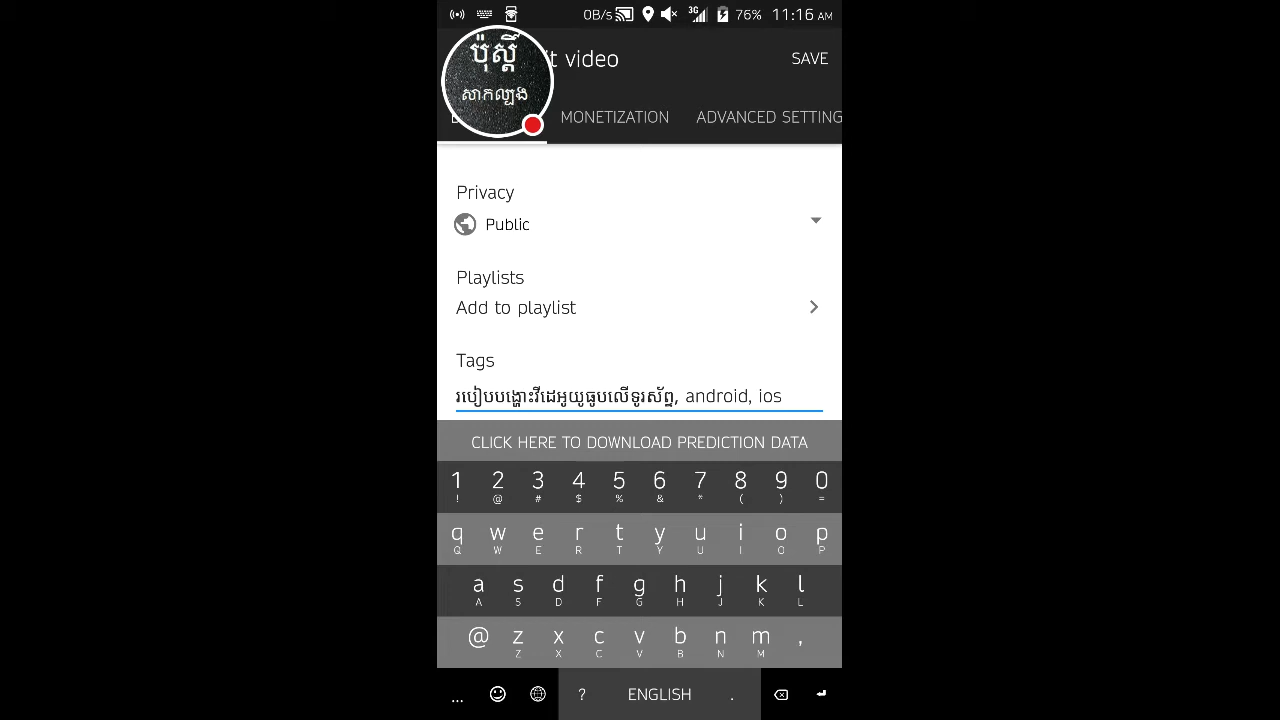 0B/s 3G 76% 11:16 AM
ប៉ុស្តិ៍
សាកល្បង
it video
SAVE
MONETIZATION
ADVANCED SETTING
Privacy
Public
Playlists
Add to playlist
Tags
របៀបបង្ហោះវីដេអូយូធូបលើទូរស័ព្ទ, android, ios
CLICK HERE TO DOWNLOAD PREDICTION DATA
1 2 3 4 5 6 7 8 9 0
! @ # $ % & * ( ) =
q w e r t y u i o p
Q W E R T Y U I O P
a s d f g h j k l
A S D F G H J K L
@ z x c v b n m ,
Z X C V B N M
... ? ENGLISH .